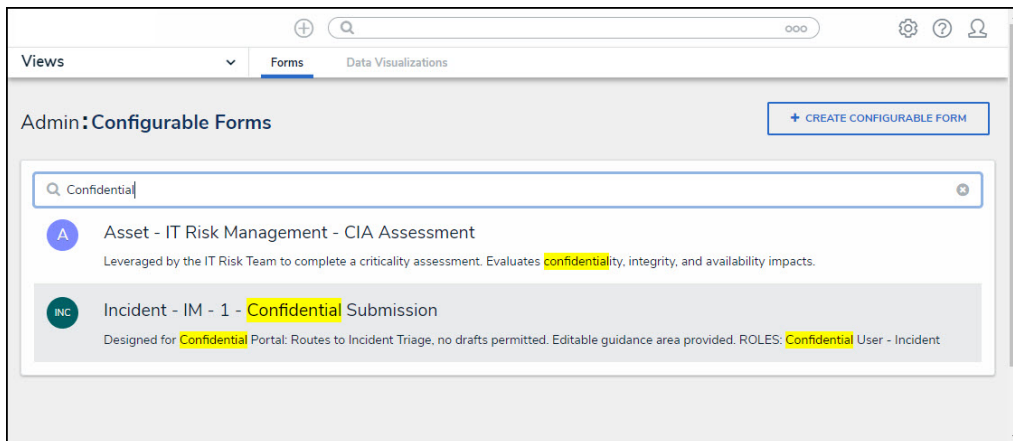 ooo
Views Forms Data Visualizations
Admin:Configurable Forms
+ CREATE CONFIGURABLE FORM
Confidential
A
Asset - IT Risk Management - CIA Assessment
Leveraged by the IT Risk Team to complete a criticality assessment. Evaluates confidentiality, integrity, and availability impacts.
INC
Incident - IM - 1 - Confidential Submission
Designed for Confidential Portal: Routes to Incident Triage, no drafts permitted. Editable guidance area provided. ROLES: Confidential User - Incident